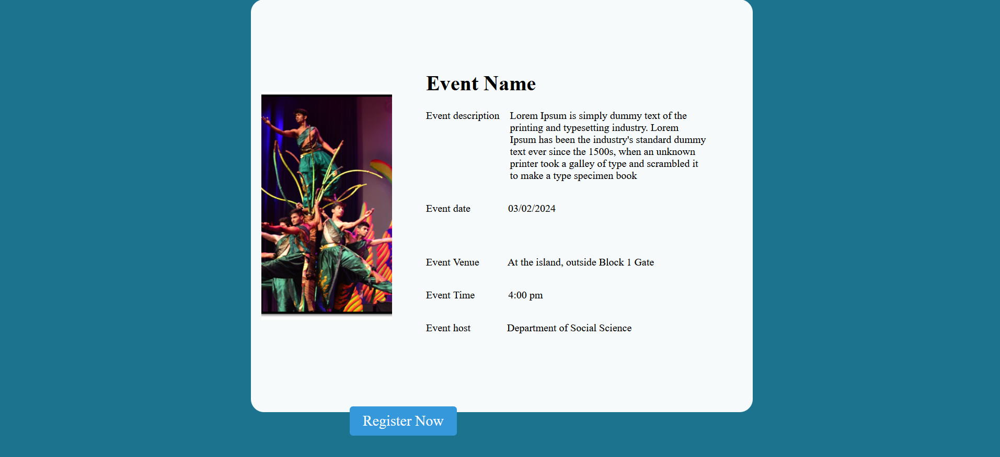 Event Name
Event description Lorem Ipsum is simply dummy text of the
printing and typesetting industry. Lorem
Ipsum has been the industry's standard dummy
text ever since the 1500s, when an unknown
printer took a galley of type and scrambled it
to make a type specimen book
Event date 03/02/2024
Event Venue At the island, outside Block 1 Gate
Event Time 4:00 pm
Event host Department of Social Science
Register Now